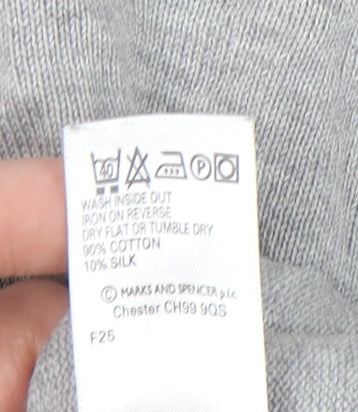 40 P
WASH INSIDE OUT
IRON ON REVERSE
DRY FLAT OR TUMBLE DRY
90% COTTON
10% SILK
© MARKS AND SPENCER p.l.c.
Chester CH99 9QS
F25